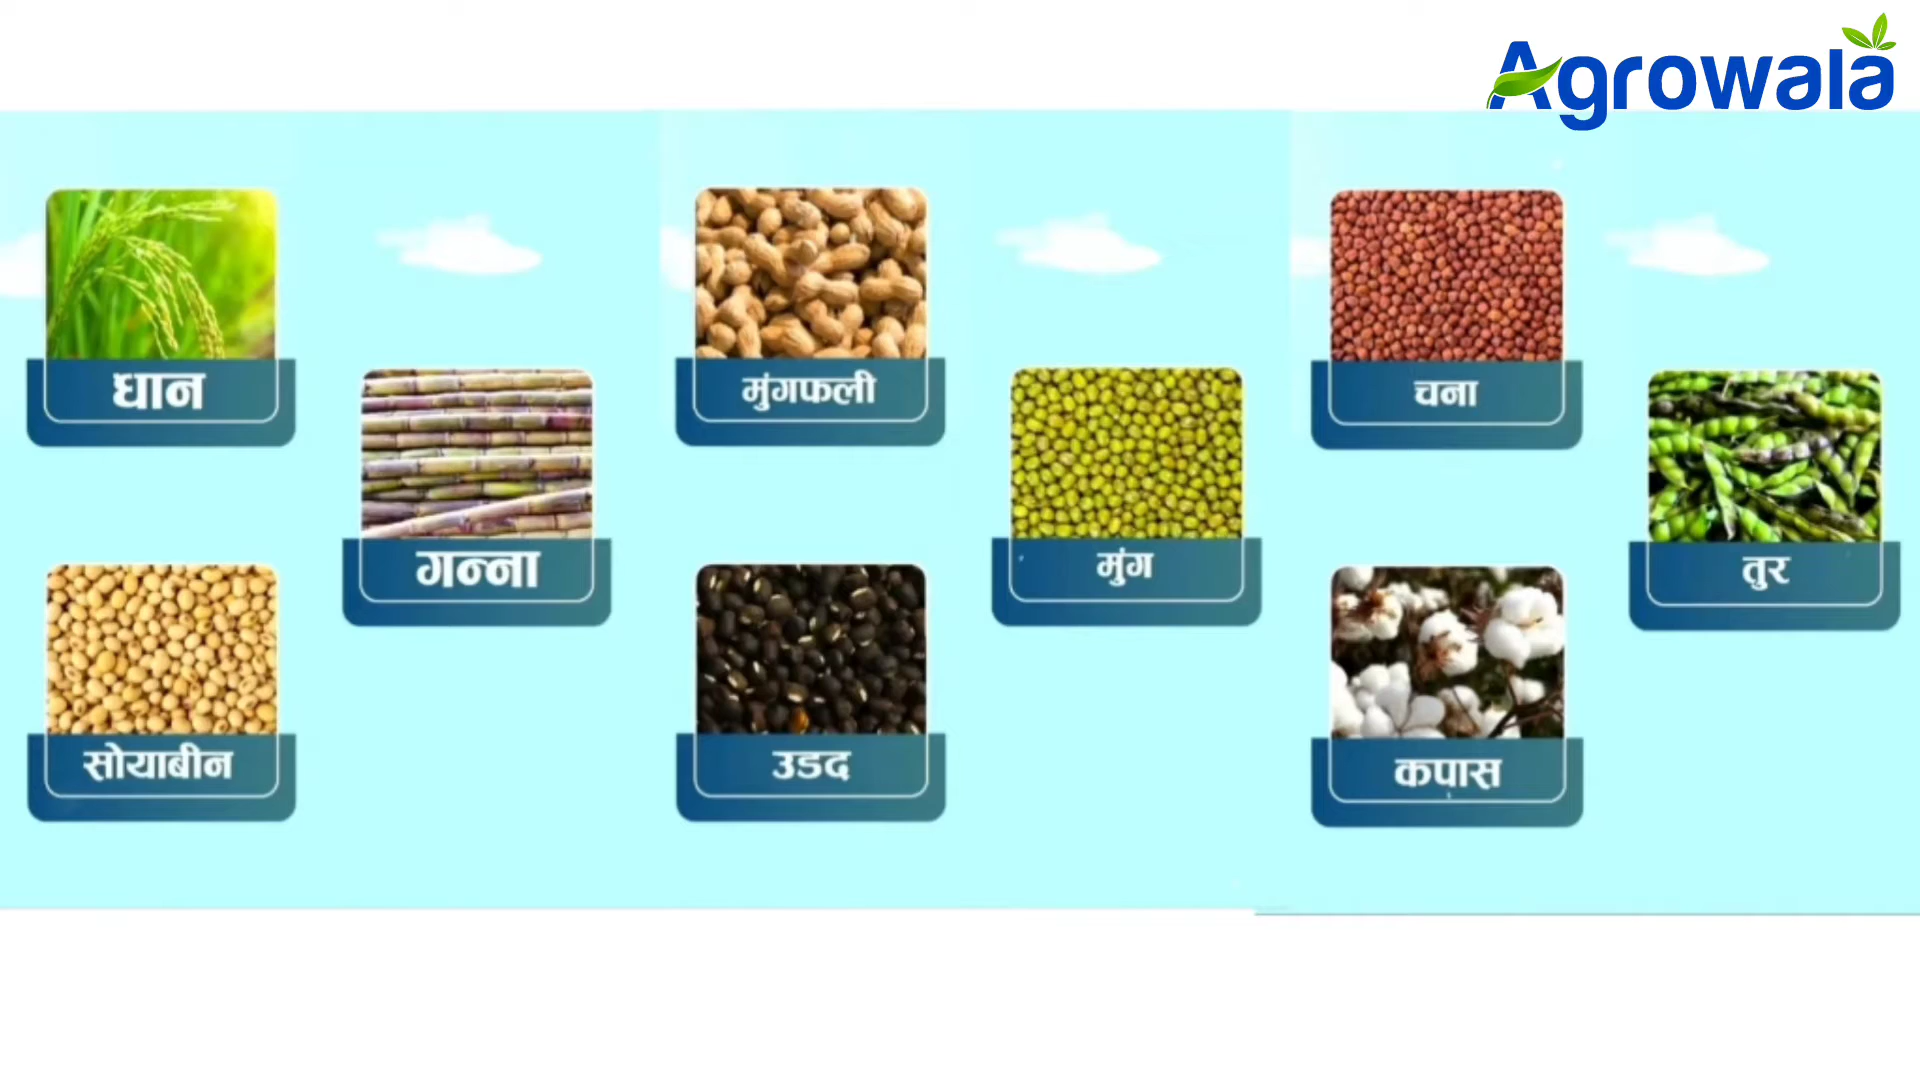 Agrowala
धान
मुंगफली
चना
गन्ना
मुंग
तुर
सोयाबीन
उडद
कपास